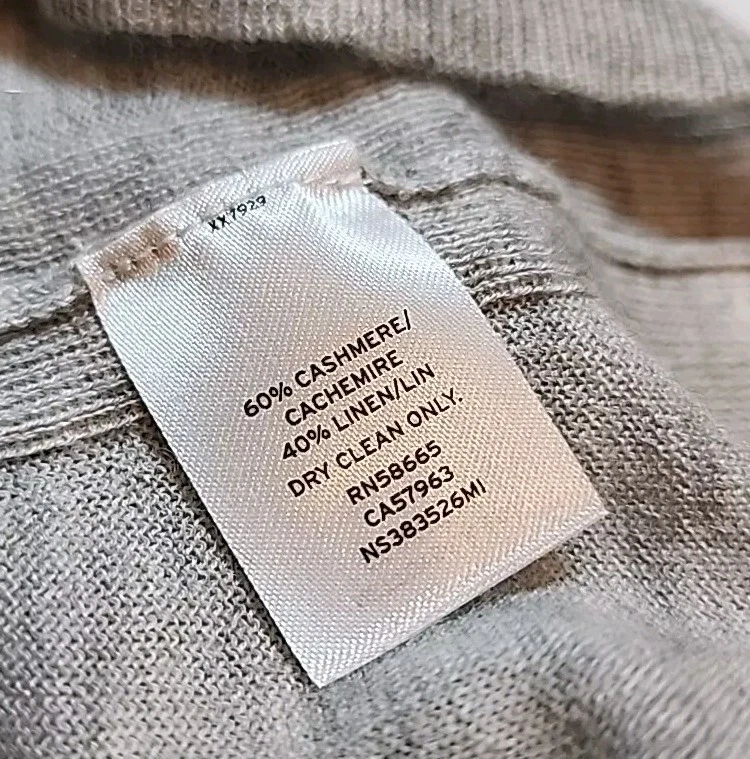 XX7929
60% CASHMERE/
CACHEMIRE
40% LINEN/LIN
DRY CLEAN ONLY.
RN58665
CA57963
NS383526MI